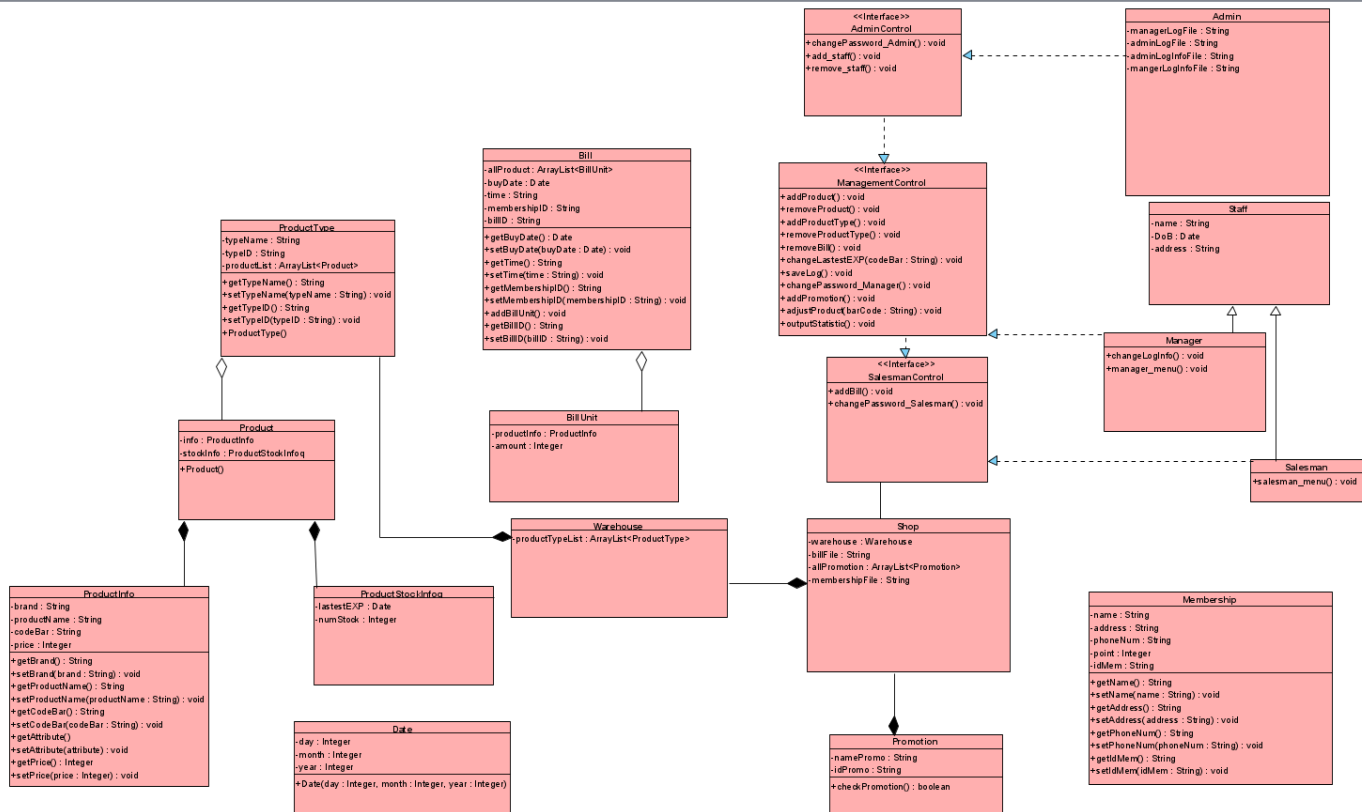 <<Interface>>
AdminControl
+changePassword_Admin() : void
+add_staff() : void
+remove_staff() : void
Admin
-managerLogFile : String
-adminLogFile : String
-adminLogInfoFile : String
-mangerLogInfoFile : String
Bill
-allProduct : ArrayList<BillUnit>
-buyDate : Date
-time : String
-membershipID : String
-billID : String
+getBuyDate() : Date
+setBuyDate(buyDate : Date) : void
+getTime() : String
+setTime(time : String) : void
+getMembershipID() : String
+setMembershipID(membershipID : String) : void
+addBillUnit() : void
+getBillID() : String
+setBillID(billID : String) : void
<<Interface>>
ManagementControl
+addProduct() : void
+removeProduct() : void
+addProductType() : void
+removeProductType() : void
+removeBill() : void
+changeLastestEXP(codeBar : String) : void
+saveLog() : void
+changePassword_Manager() : void
+addPromotion() : void
+adjustProduct(barCode : String) : void
+outputStatistic() : void
Staff
-name : String
-DoB : Date
-address : String
ProductType
-typeName : String
-typeID : String
-productList : ArrayList<Product>
+getTypeName() : String
+setTypeName(typeName : String) : void
+getTypeID() : String
+setTypeID(typeID : String) : void
+ProductType()
Manager
+changeLogInfo() : void
+manager_menu() : void
<<Interface>>
SalesmanControl
+addBill() : void
+changePassword_Salesman() : void
BillUnit
-productInfo : ProductInfo
-amount : Integer
Product
-info : ProductInfo
-stockInfo : ProductStockInfoq
+Product()
Salesman
+salesman_menu() : void
Warehouse
-productTypeList : ArrayList<ProductType>
Shop
-warehouse : Warehouse
-billFile : String
-allPromotion : ArrayList<Promotion>
-membershipFile : String
ProductInfo
-brand : String
-productName : String
-codeBar : String
-price : Integer
+getBrand() : String
+setBrand(brand : String) : void
+getProductName() : String
+setProductName(productName : String) : void
+getCodeBar() : String
+setCodeBar(codeBar : String) : void
+getAttribute()
+setAttribute(attribute) : void
+getPrice() : Integer
+setPrice(price : Integer) : void
ProductStockInfoq
-lastestEXP : Date
-numStock : Integer
Membership
-name : String
-address : String
-phoneNum : String
-point : Integer
-idMem : String
+getName() : String
+setName(name : String) : void
+getAddress() : String
+setAddress(address : String) : void
+getPhoneNum() : String
+setPhoneNum(phoneNum : String) : void
+getIdMem() : String
+setIdMem(idMem : String) : void
Date
-day : Integer
-month : Integer
-year : Integer
+Date(day : Integer, month : Integer, year : Integer)
Promotion
-namePromo : String
-idPromo : String
+checkPromotion() : boolean